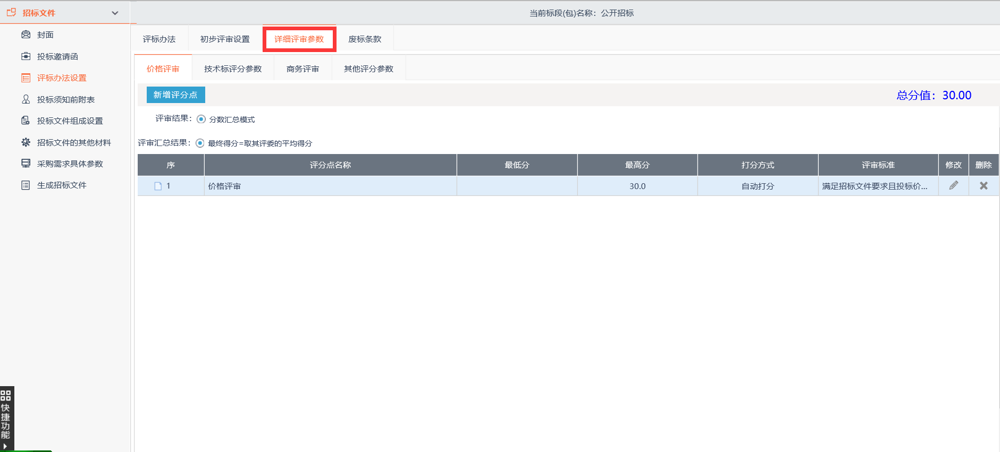 招标文件
当前标段(包)名称：公开招标
封面
投标邀请函
评标办法设置
投标须知前附表
投标文件组成设置
招标文件的其他材料
采购需求具体参数
生成招标文件
评标办法 初步评审设置 详细评审参数 废标条款
价格评审 技术标评分参数 商务评审 其他评分参数
新增评分点 总分值：30.00
评审结果： 分数汇总模式
评审汇总结果： 最终得分=取其评委的平均得分
序 评分点名称 最低分 最高分 打分方式 评审标准 修改 删除
1 价格评审 30.0 自动打分 满足招标文件要求且投标价...
快捷功能